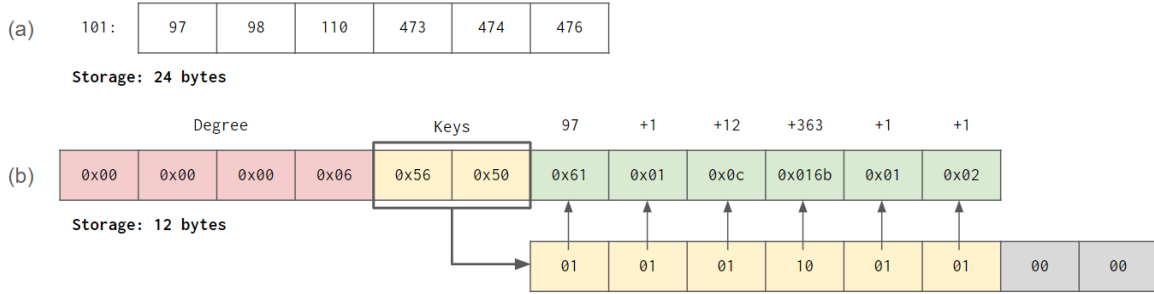 (a) 101: 97 98 110 473 474 476
Storage: 24 bytes
Degree Keys 97 +1 +12 +363 +1 +1
(b) 0x00 0x00 0x00 0x06 0x56 0x50 0x61 0x01 0x0c 0x016b 0x01 0x02
Storage: 12 bytes
01 01 01 10 01 01 00 00